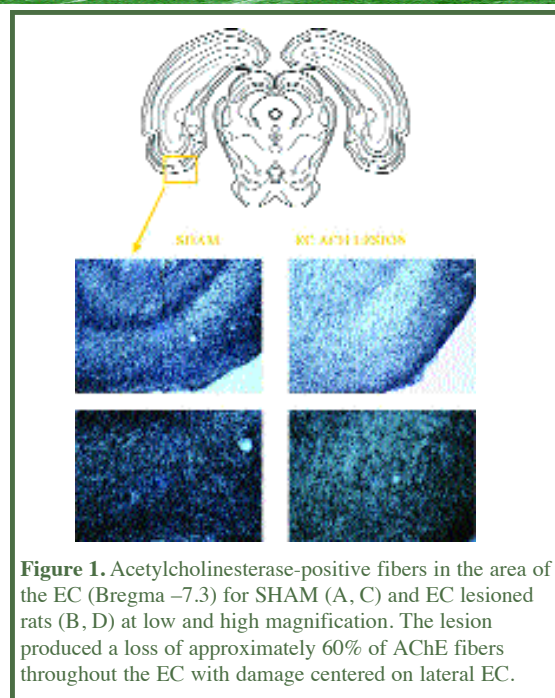 SHAM
EC ACH LESION
Figure 1. Acetylcholinesterase-positive fibers in the area of
the EC (Bregma –7.3) for SHAM (A, C) and EC lesioned
rats (B, D) at low and high magnification. The lesion
produced a loss of approximately 60% of AChE fibers
throughout the EC with damage centered on lateral EC.